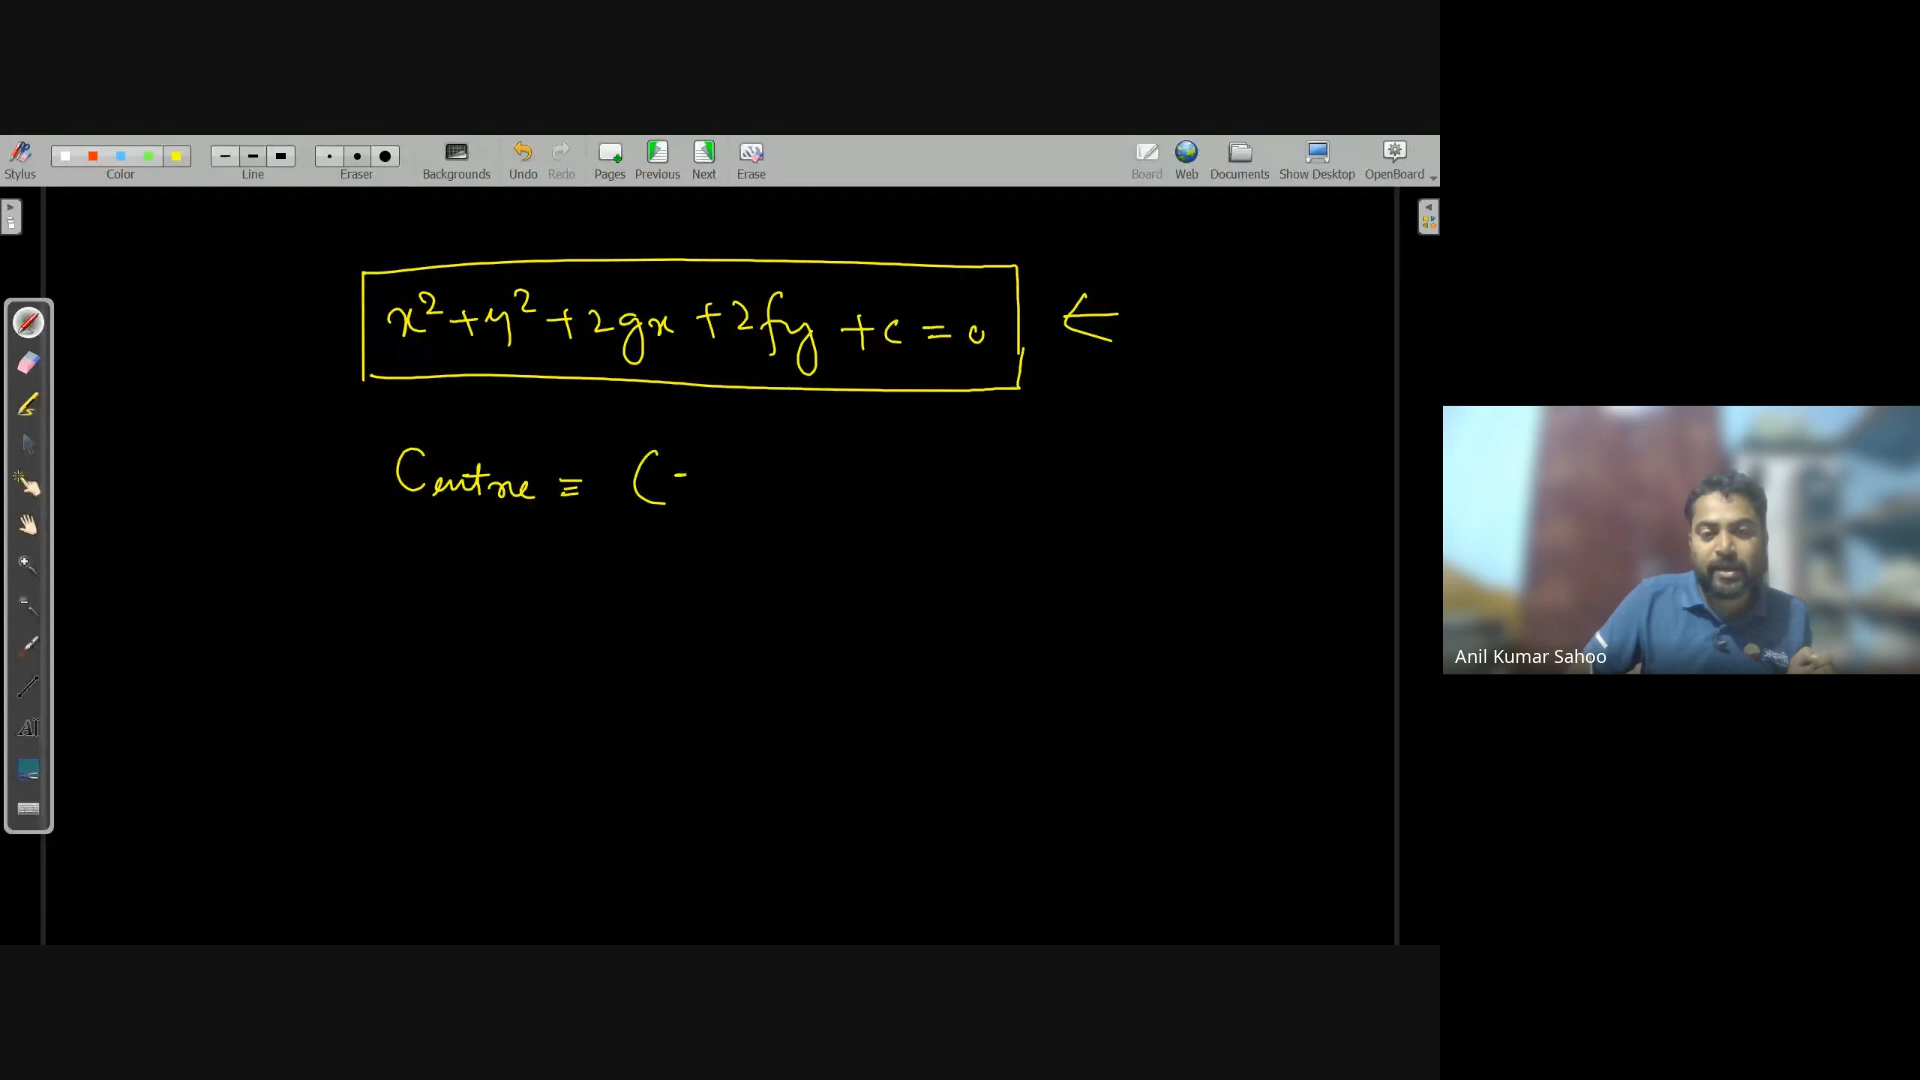 Stylus Color Line Eraser Backgrounds Undo Redo Pages Previous Next Erase Board Web Documents Show Desktop OpenBoard
x² + y² + 2gx + 2fy + c = 0 ←
Centre ≡ (-
AI
Anil Kumar Sahoo